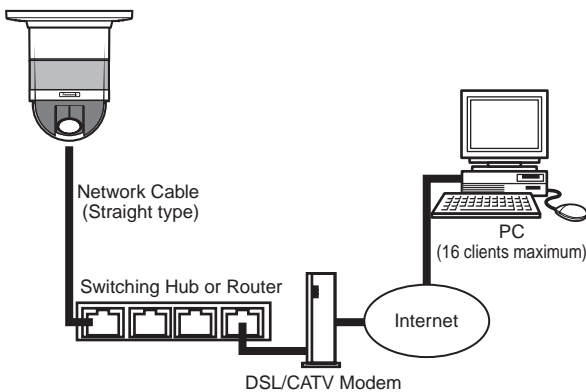 Network Cable
(Straight type)
Switching Hub or Router
PC
(16 clients maximum)
Internet
DSL/CATV Modem